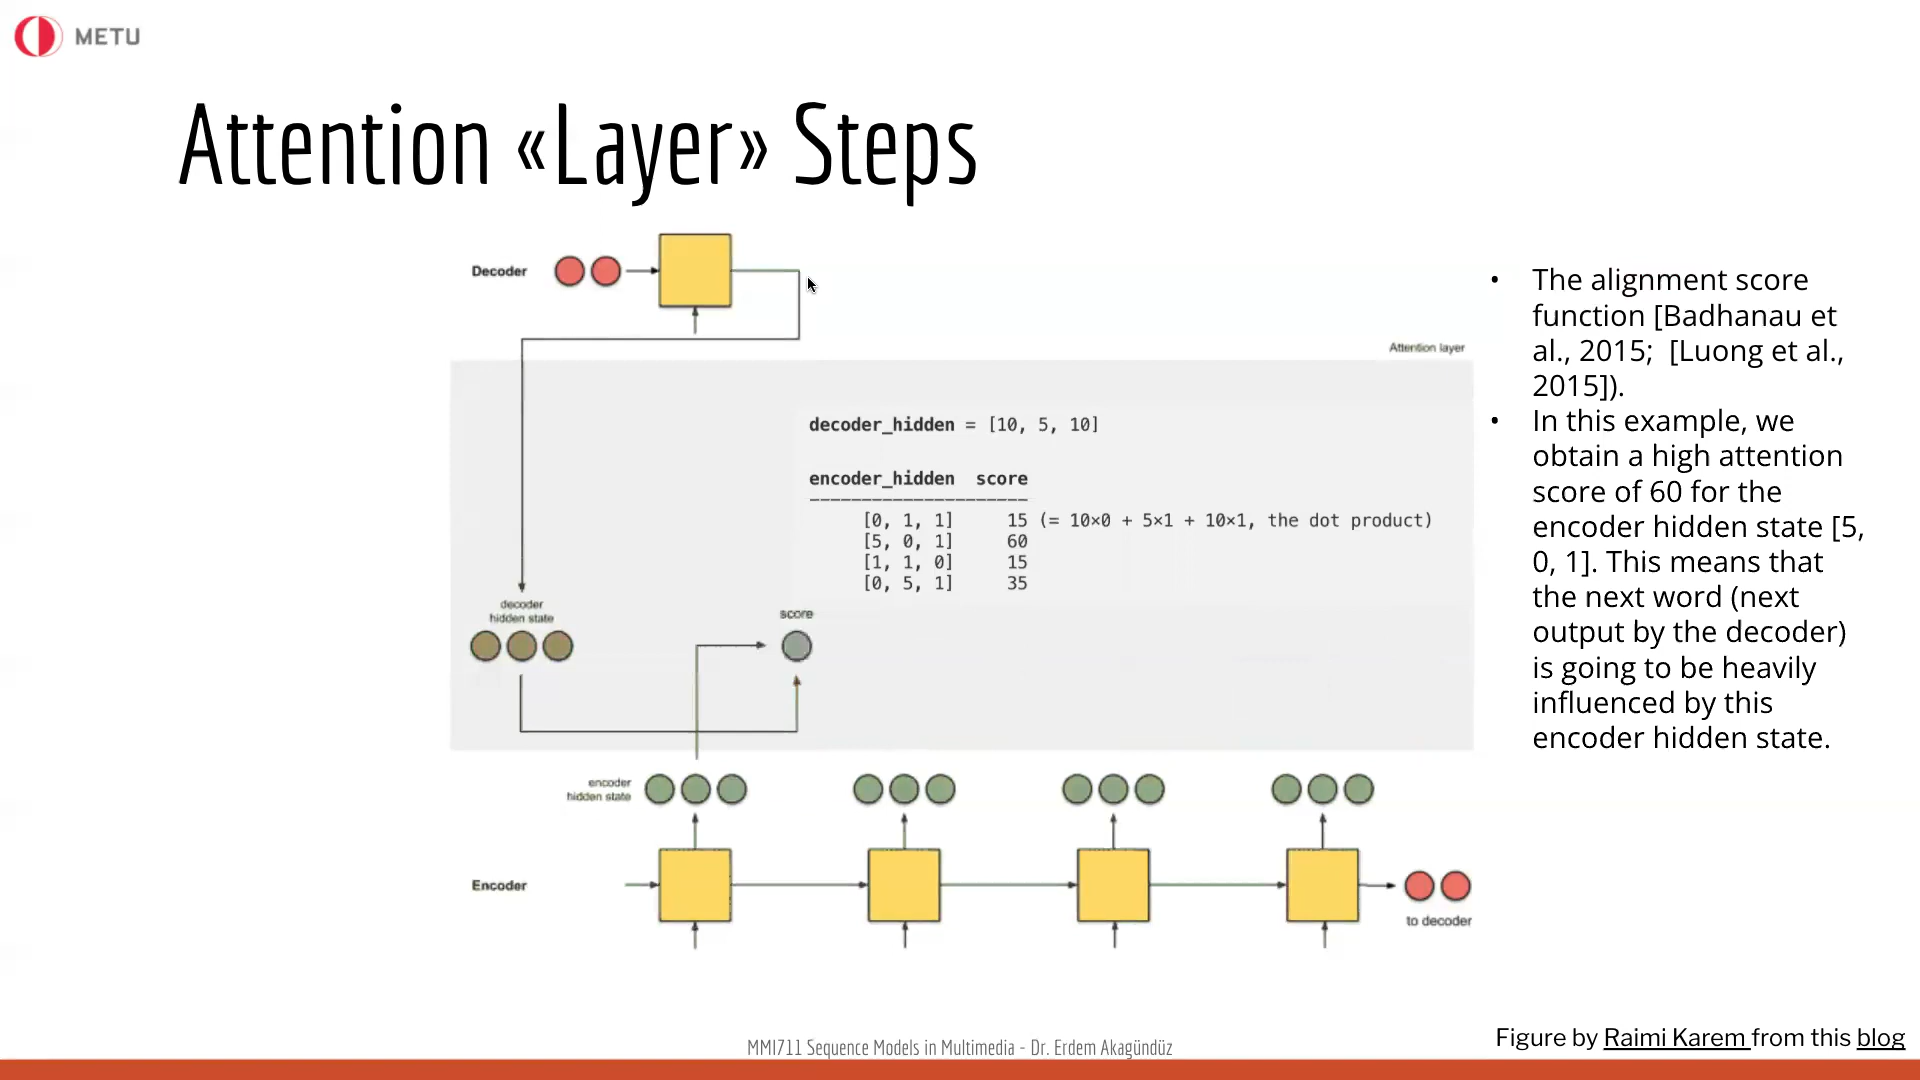 METU
Attention «Layer» Steps
Decoder
Attention layer
decoder_hidden = [10, 5, 10]
encoder_hidden score
[0, 1, 1] 15 (= 10×0 + 5×1 + 10×1, the dot product)
[5, 0, 1] 60
[1, 1, 0] 15
[0, 5, 1] 35
decoder
hidden state
score
encoder
hidden state
Encoder
to decoder
• The alignment score
function [Badhanau et
al., 2015; [Luong et al.,
2015]).
• In this example, we
obtain a high attention
score of 60 for the
encoder hidden state [5,
0, 1]. This means that
the next word (next
output by the decoder)
is going to be heavily
influenced by this
encoder hidden state.
Figure by Raimi Karem from this blog
MMI711 Sequence Models in Multimedia - Dr. Erdem Akagündüz